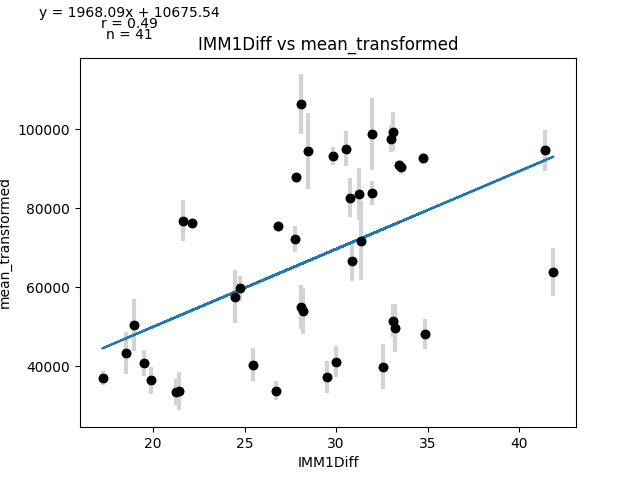 y = 1968.09x + 10675.54
r = 0.49
n = 41
IMM1Diff vs mean_transformed
100000
80000
60000
40000
mean_transformed
20
25
30
35
40
IMM1Diff